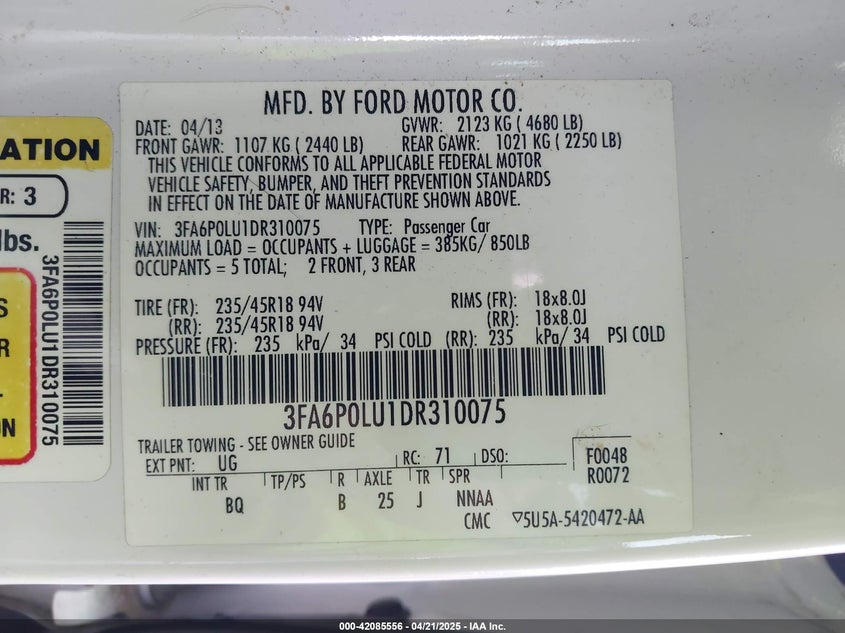 MFD. BY FORD MOTOR CO.
DATE: 04/13 GVWR: 2123 KG ( 4680 LB)
FRONT GAWR: 1107 KG ( 2440 LB) REAR GAWR: 1021 KG ( 2250 LB)
THIS VEHICLE CONFORMS TO ALL APPLICABLE FEDERAL MOTOR
VEHICLE SAFETY, BUMPER, AND THEFT PREVENTION STANDARDS
IN EFFECT ON THE DATE OF MANUFACTURE SHOWN ABOVE.
VIN: 3FA6P0LU1DR310075 TYPE: Passenger Car
MAXIMUM LOAD = OCCUPANTS + LUGGAGE = 385KG/ 850LB
OCCUPANTS = 5 TOTAL; 2 FRONT, 3 REAR
TIRE (FR): 235/45R18 94V RIMS (FR): 18x8.0J
(RR): 235/45R18 94V (RR): 18x8.0J
PRESSURE (FR): 235 kPa/ 34 PSI COLD (RR): 235 kPa/ 34 PSI COLD
3FA6P0LU1DR310075
TRAILER TOWING - SEE OWNER GUIDE
EXT PNT: UG RC: 71 DSO: F0048
R0072
INT TR TP/PS R AXLE TR SPR
BQ B 25 J NNAA
CMC ▽5U5A-5420472-AA
ATION
R: 3
lbs.
3FA6P0LU1DR310075
S
R
ON
000-42085556 - 04/21/2025 - IAA Inc.